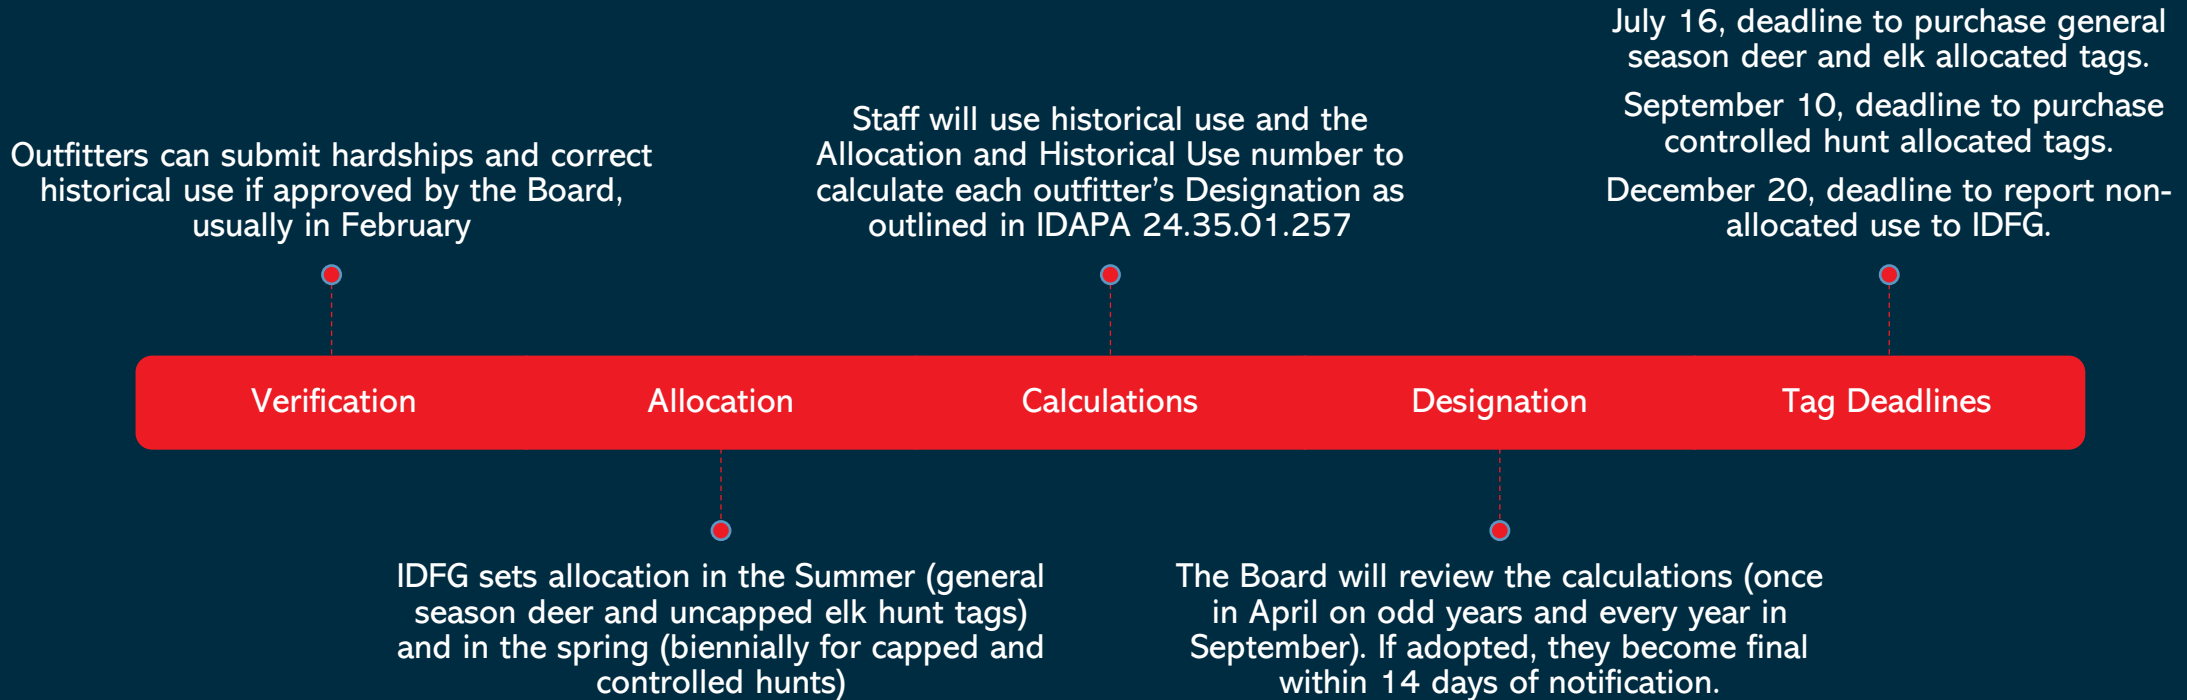 Outfitters can submit hardships and correct
historical use if approved by the Board,
usually in February
Staff will use historical use and the
Allocation and Historical Use number to
calculate each outfitter’s Designation as
outlined in IDAPA 24.35.01.257
July 16, deadline to purchase general
season deer and elk allocated tags.
September 10, deadline to purchase
controlled hunt allocated tags.
December 20, deadline to report non-
allocated use to IDFG.
Verification
Allocation
Calculations
Designation
Tag Deadlines
IDFG sets allocation in the Summer (general
season deer and uncapped elk hunt tags)
and in the spring (biennially for capped and
controlled hunts)
The Board will review the calculations (once
in April on odd years and every year in
September). If adopted, they become final
within 14 days of notification.